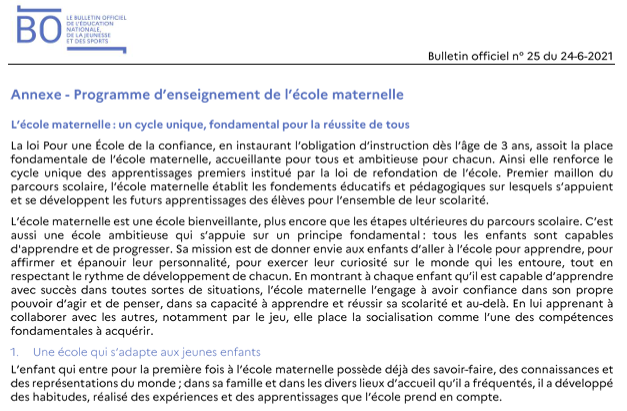 BO
LE BULLETIN OFFICIEL
DE L'ÉDUCATION
NATIONALE,
DE LA JEUNESSE
ET DES SPORTS
Bulletin officiel n° 25 du 24-6-2021
Annexe - Programme d'enseignement de l'école maternelle
L'école maternelle : un cycle unique, fondamental pour la réussite de tous
La loi Pour une École de la confiance, en instaurant l'obligation d'instruction dès l'âge de 3 ans, assoit la place
fondamentale de l'école maternelle, accueillante pour tous et ambitieuse pour chacun. Ainsi elle renforce le
cycle unique des apprentissages premiers institué par la loi de refondation de l'école. Premier maillon du
parcours scolaire, l'école maternelle établit les fondements éducatifs et pédagogiques sur lesquels s'appuient
et se développent les futurs apprentissages des élèves pour l'ensemble de leur scolarité.
L'école maternelle est une école bienveillante, plus encore que les étapes ultérieures du parcours scolaire. C'est
aussi une école ambitieuse qui s'appuie sur un principe fondamental : tous les enfants sont capables
d'apprendre et de progresser. Sa mission est de donner envie aux enfants d'aller à l'école pour apprendre, pour
affirmer et épanouir leur personnalité, pour exercer leur curiosité sur le monde qui les entoure, tout en
respectant le rythme de développement de chacun. En montrant à chaque enfant qu'il est capable d'apprendre
avec succès dans toutes sortes de situations, l'école maternelle l'engage à avoir confiance dans son propre
pouvoir d'agir et de penser, dans sa capacité à apprendre et réussir sa scolarité et au-delà. En lui apprenant à
collaborer avec les autres, notamment par le jeu, elle place la socialisation comme l'une des compétences
fondamentales à acquérir.
1. Une école qui s'adapte aux jeunes enfants
L'enfant qui entre pour la première fois à l'école maternelle possède déjà des savoir-faire, des connaissances et
des représentations du monde ; dans sa famille et dans les divers lieux d'accueil qu'il a fréquentés, il a développé
des habitudes, réalisé des expériences et des apprentissages que l'école prend en compte.